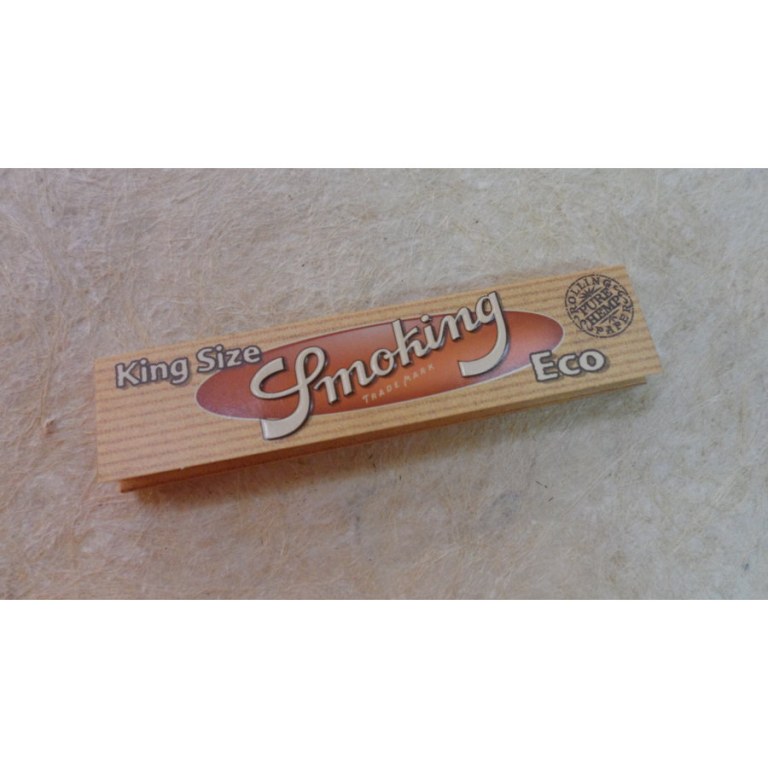 King Size
Smoking
TRADE MARK
Eco
ROLLING
PURE
HEMP
PAPER